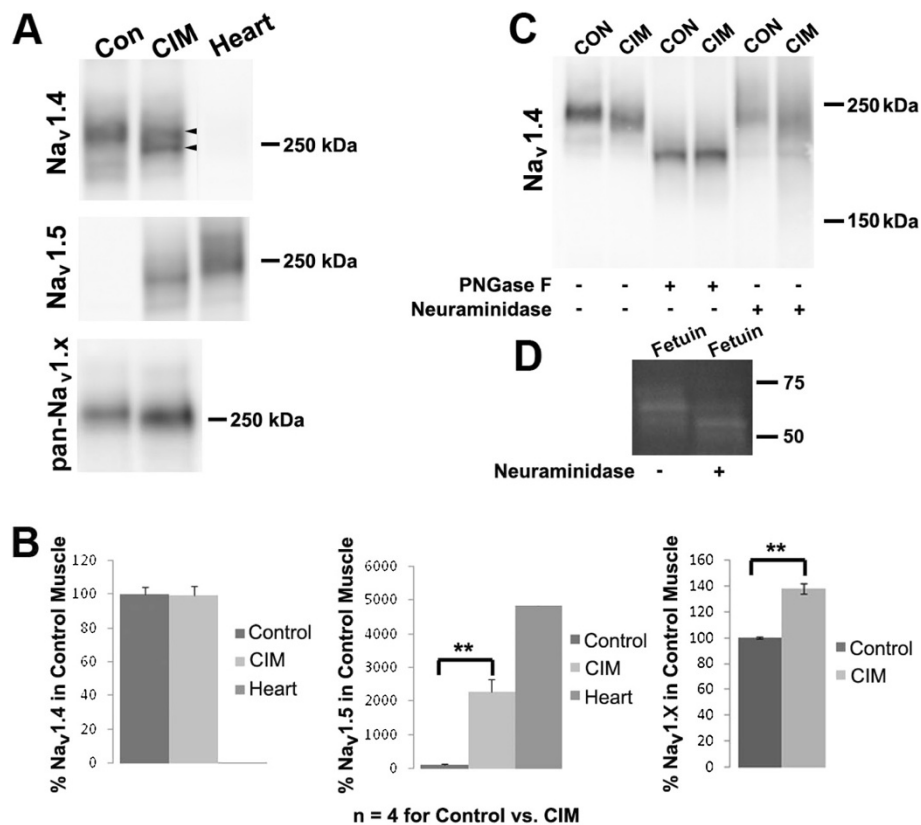 A
Con CIM Heart
Nav1.4
250 kDa
Nav1.5
250 kDa
pan-Nav1.x
250 kDa
C
CON CIM CON CIM CON CIM
Nav1.4
250 kDa
150 kDa
PNGase F - - + + - -
Neuraminidase - - - - + +
D
Fetuin Fetuin
75
50
Neuraminidase - +
B
% Nav1.4 in Control Muscle
120
100
80
60
40
20
0
Control
CIM
Heart
% Nav1.5 in Control Muscle
6000
5000
4000
3000
2000
1000
0
**
Control
CIM
Heart
% Nav1.X in Control Muscle
160
140
120
100
80
60
40
20
0
**
Control
CIM
n = 4 for Control vs. CIM